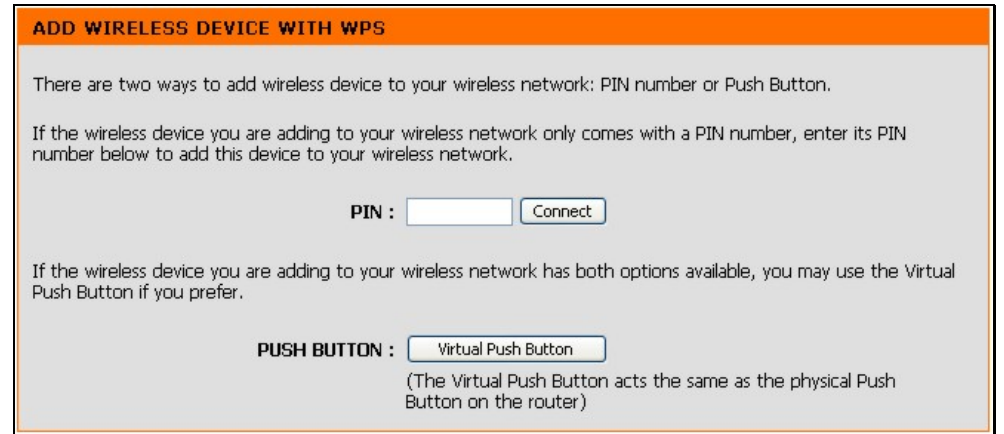 ADD WIRELESS DEVICE WITH WPS
There are two ways to add wireless device to your wireless network: PIN number or Push Button.
If the wireless device you are adding to your wireless network only comes with a PIN number, enter its PIN
number below to add this device to your wireless network.
PIN : Connect
If the wireless device you are adding to your wireless network has both options available, you may use the Virtual
Push Button if you prefer.
PUSH BUTTON : Virtual Push Button
(The Virtual Push Button acts the same as the physical Push
Button on the router)